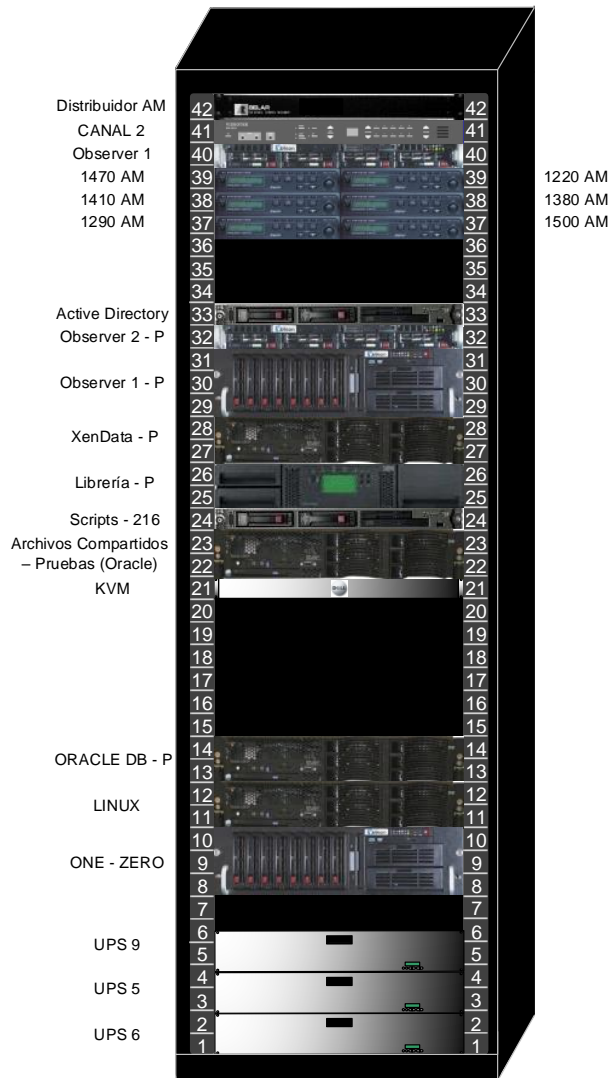 Distribuidor AM 42 BELAR 42
CANAL 2 41 41
Observer 1 40 40
1470 AM 39 39 1220 AM
1410 AM 38 38 1380 AM
1290 AM 37 37 1500 AM
36 36
35 35
34 34
Active Directory 33 33
Observer 2 - P 32 32
31 31
Observer 1 - P 30 30
29 29
XenData - P 28 28
27 27
Librería - P 26 26
25 25
Scripts - 216 24 24
Archivos Compartidos 23 23
– Pruebas (Oracle) 22 22
KVM 21 DELL 21
20 20
19 19
18 18
17 17
16 16
15 15
ORACLE DB - P 14 14
13 13
LINUX 12 12
11 11
10 10
ONE - ZERO 9 9
8 8
7 7
UPS 9 6 6
5 5
UPS 5 4 4
3 3
UPS 6 2 2
1 1